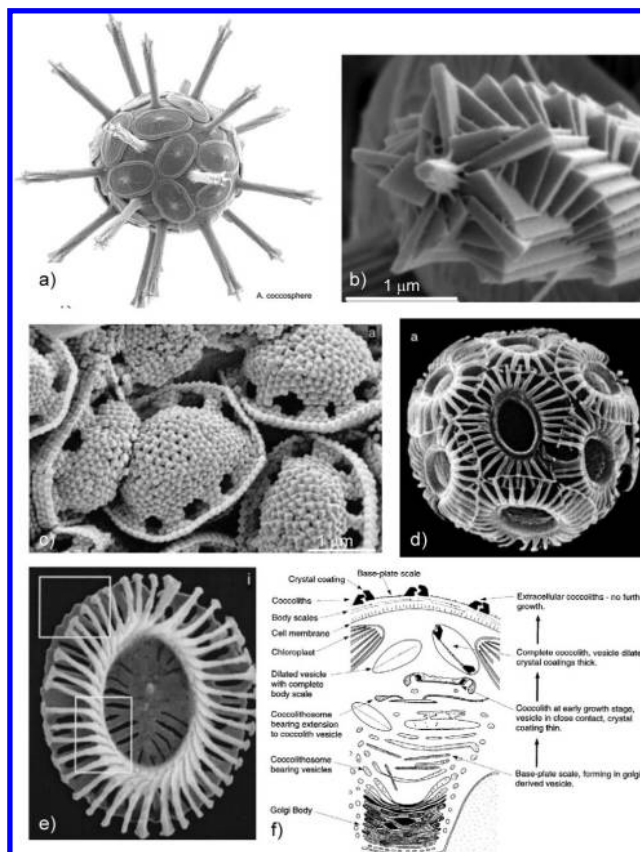 a)
A. coccosphere
b)
1 μm
a
c)
1 μm
a
d)
i
e)
Crystal coating
Base-plate scale
Coccoliths
Body scales
Cell membrane
Chloroplast
Dilated vesicle
with complete
body scale
Coccolithosome
bearing extension
to coccolith vesicle
Coccolithosome
bearing vesicles
Golgi Body
Extracellular coccoliths - no furth
growth.
Complete coccolith, vesicle dilate
crystal coatings thick.
Coccolith at early growth stage,
vesicle in close contact, crystal
coating thin.
Base-plate scale, forming in golgi
derived vesicle.
f)